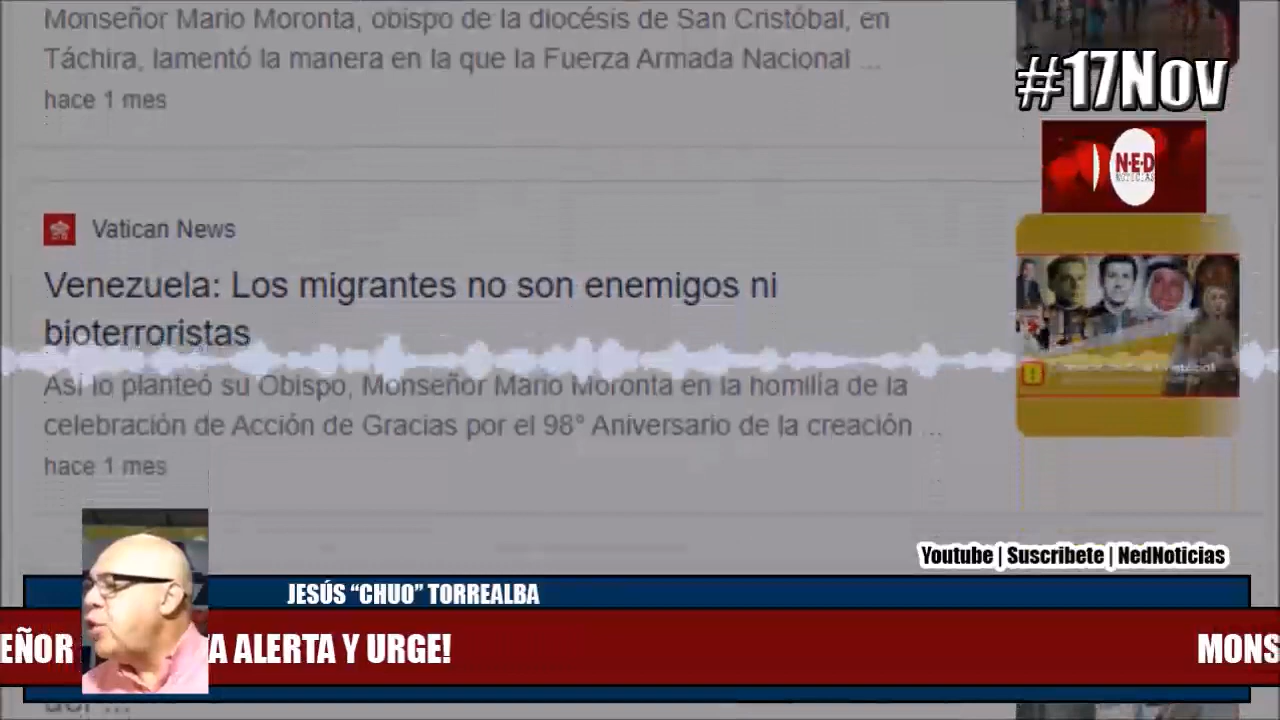 Monseñor Mario Moronta, obispo de la diócesis de San Cristóbal, en
Táchira, lamentó la manera en la que la Fuerza Armada Nacional ...
hace 1 mes
#17Nov
N·E·D
NOTICIAS
Vatican News
Venezuela: Los migrantes no son enemigos ni
bioterroristas
Así lo planteó su Obispo, Monseñor Mario Moronta en la homilía de la
celebración de Acción de Gracias por el 98° Aniversario de la creación ...
hace 1 mes
Youtube | Suscribete | NedNoticias
JESÚS “CHUO” TORREALBA
EÑOR
A ALERTA Y URGE!
MONS